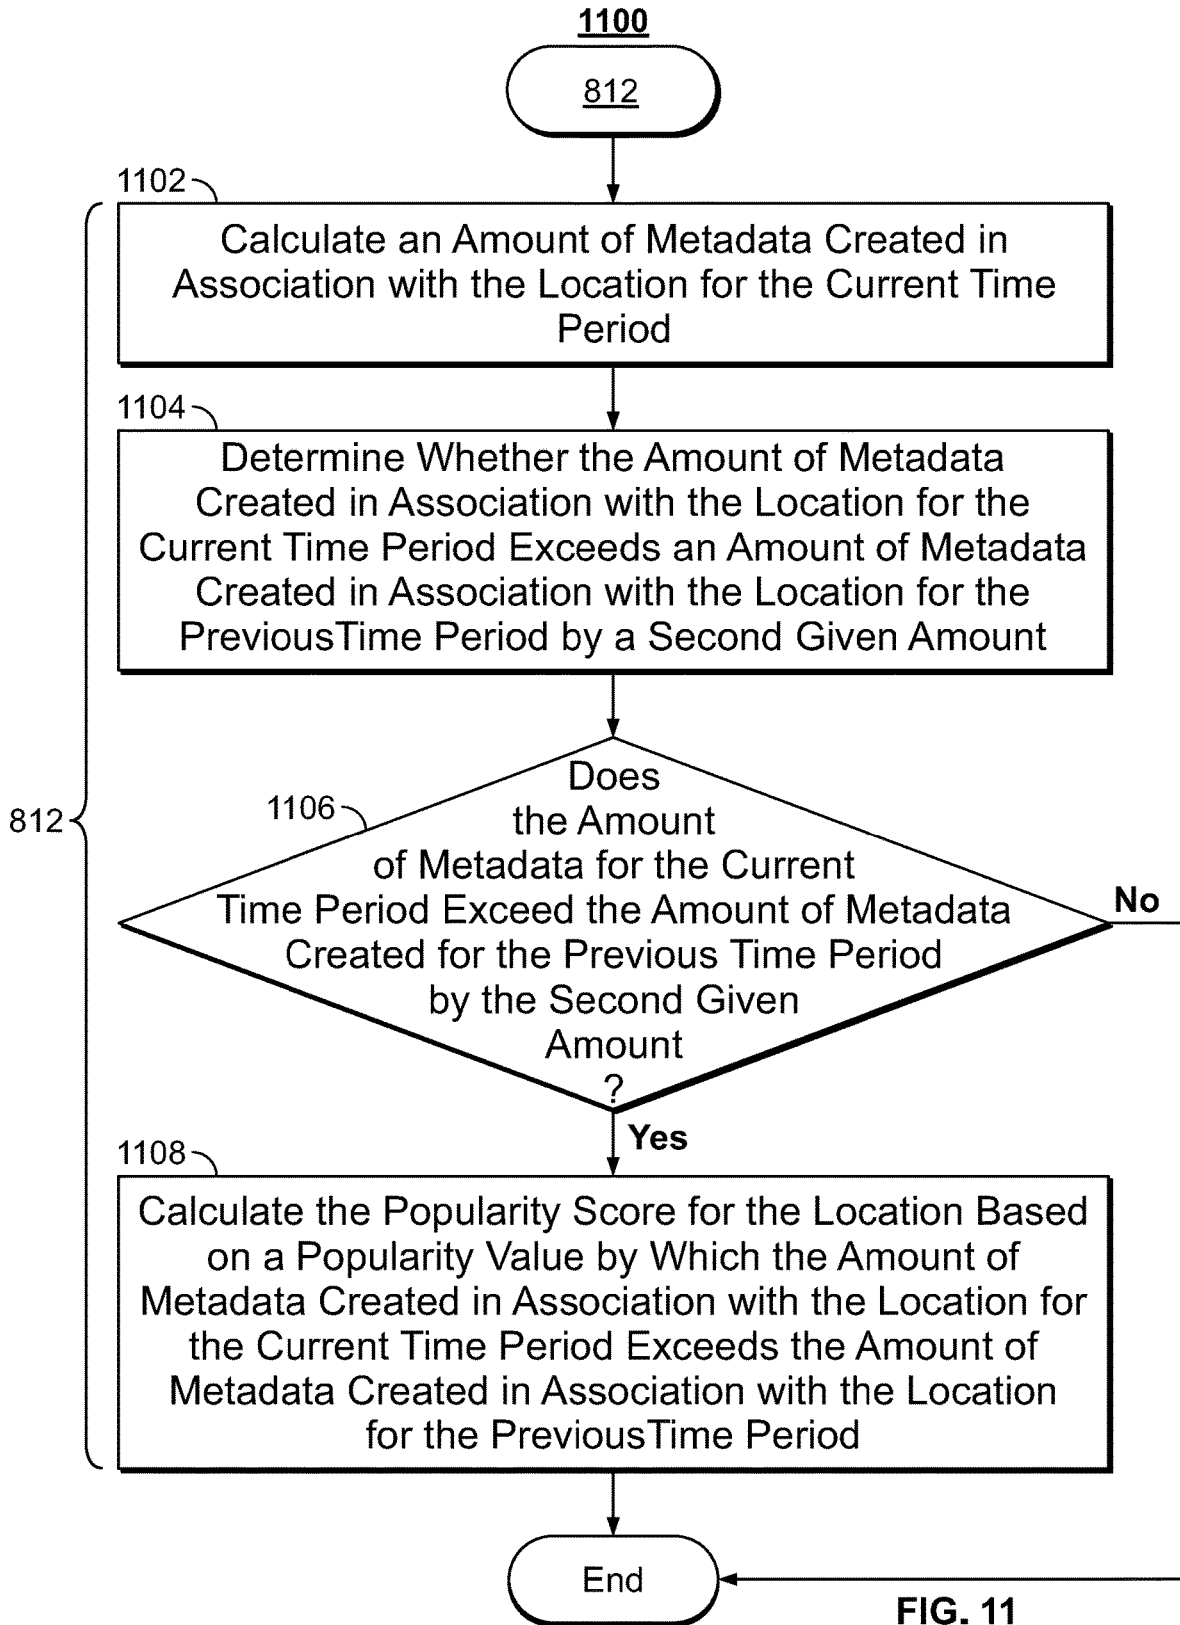 1100
812
1102
Calculate an Amount of Metadata Created in
Association with the Location for the Current Time
Period
1104
Determine Whether the Amount of Metadata
Created in Association with the Location for the
Current Time Period Exceeds an Amount of Metadata
Created in Association with the Location for the
PreviousTime Period by a Second Given Amount
812
1106
Does
the Amount
of Metadata for the Current
Time Period Exceed the Amount of Metadata
Created for the Previous Time Period
by the Second Given
Amount
?
No
Yes
1108
Calculate the Popularity Score for the Location Based
on a Popularity Value by Which the Amount of
Metadata Created in Association with the Location for
the Current Time Period Exceeds the Amount of
Metadata Created in Association with the Location
for the PreviousTime Period
End
FIG. 11